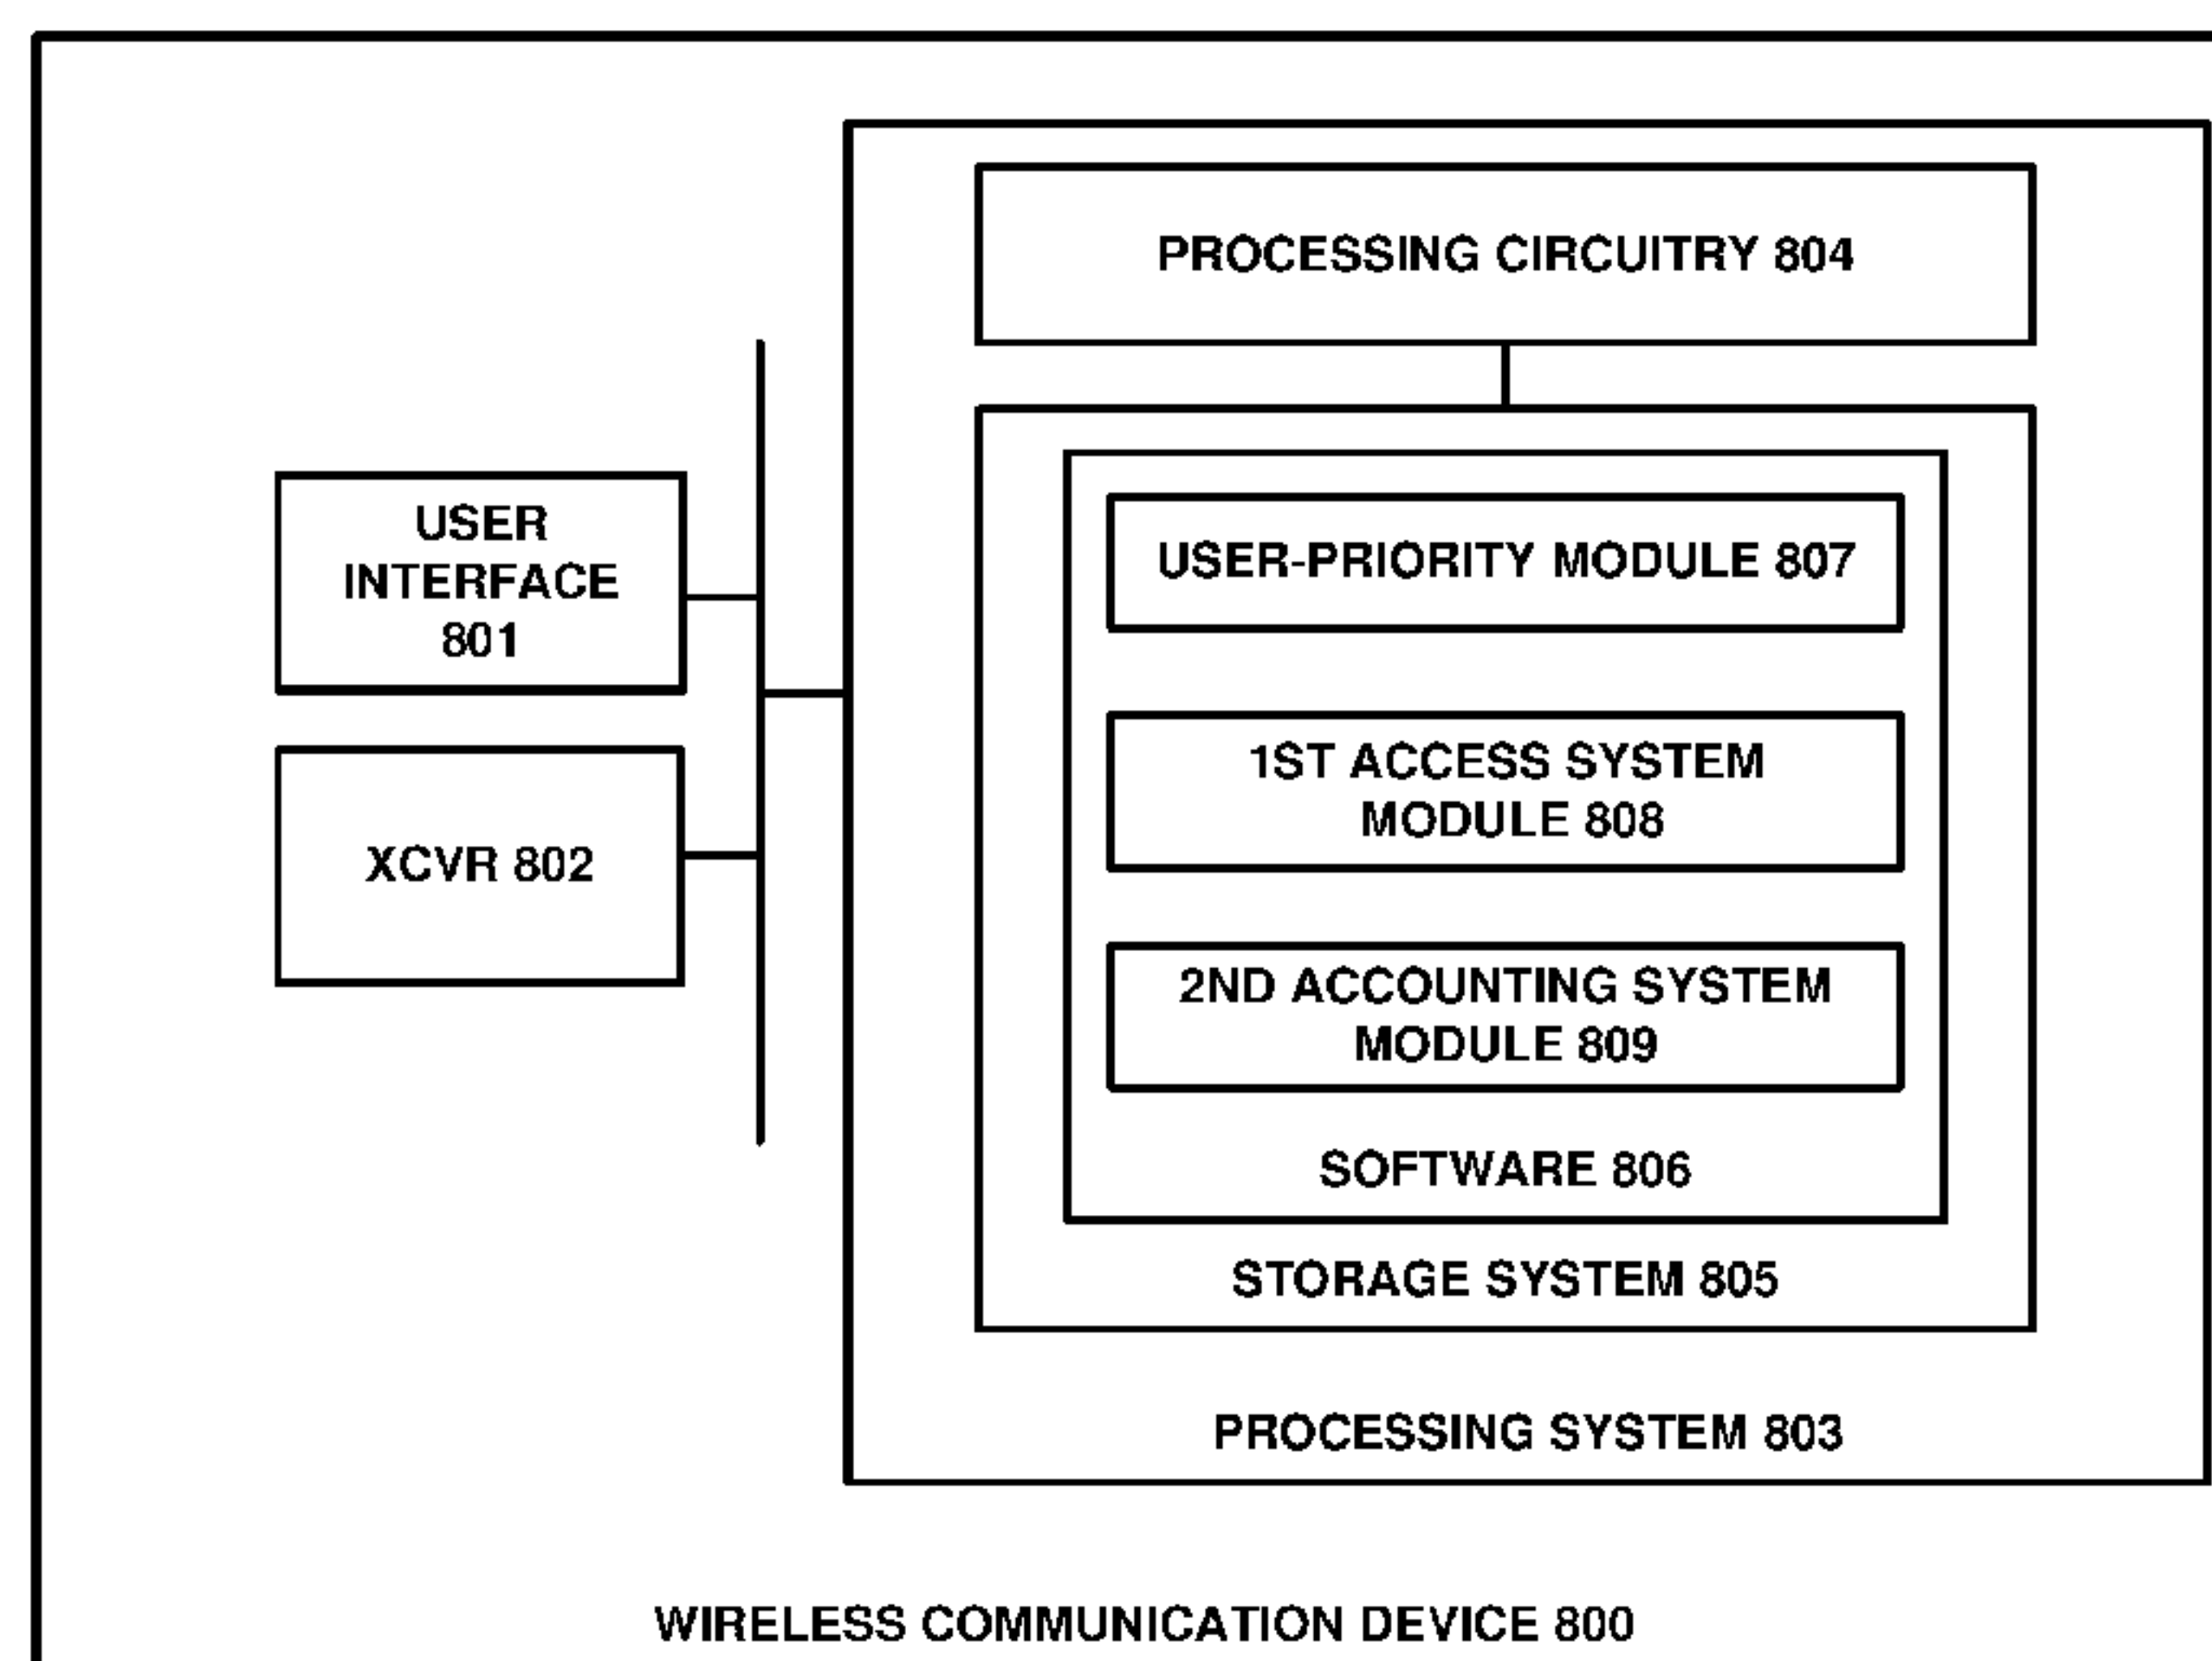 PROCESSING CIRCUITRY 804
USER
INTERFACE
801
XCVR 802
USER-PRIORITY MODULE 807
1ST ACCESS SYSTEM
MODULE 808
2ND ACCOUNTING SYSTEM
MODULE 809
SOFTWARE 806
STORAGE SYSTEM 805
PROCESSING SYSTEM 803
WIRELESS COMMUNICATION DEVICE 800